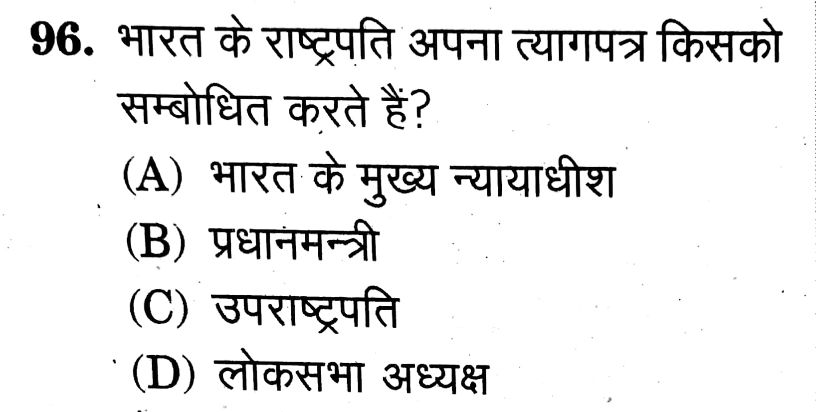 96. भारत के राष्ट्रपति अपना त्यागपत्र किसको
सम्बोधित करते हैं?
(A) भारत के मुख्य न्यायाधीश
(B) प्रधानमन्त्री
(C) उपराष्ट्रपति
(D) लोकसभा अध्यक्ष